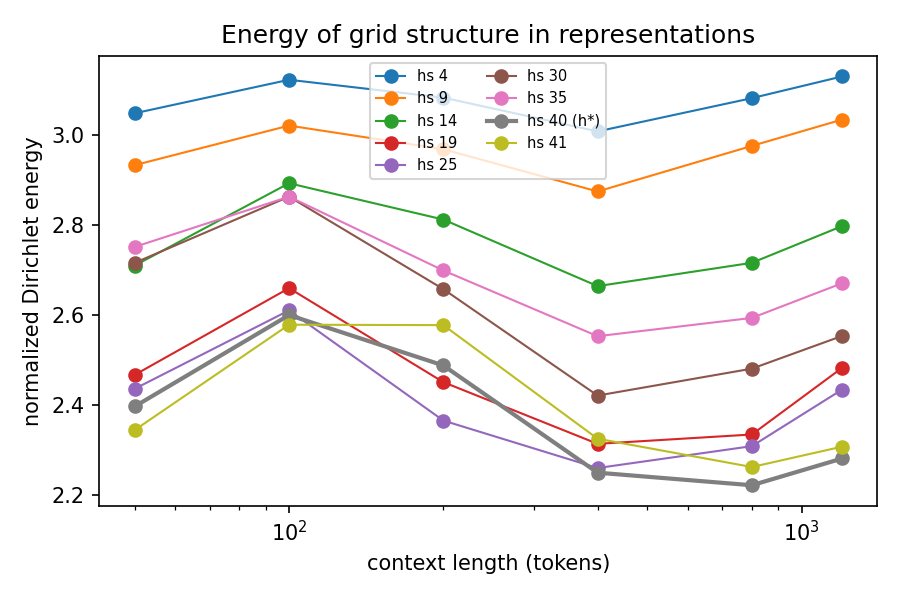 Energy of grid structure in representations
hs 4
hs 9
hs 14
hs 19
hs 25
hs 30
hs 35
hs 40 (h*)
hs 41
normalized Dirichlet energy
3.0
2.8
2.6
2.4
2.2
10²
10³
context length (tokens)